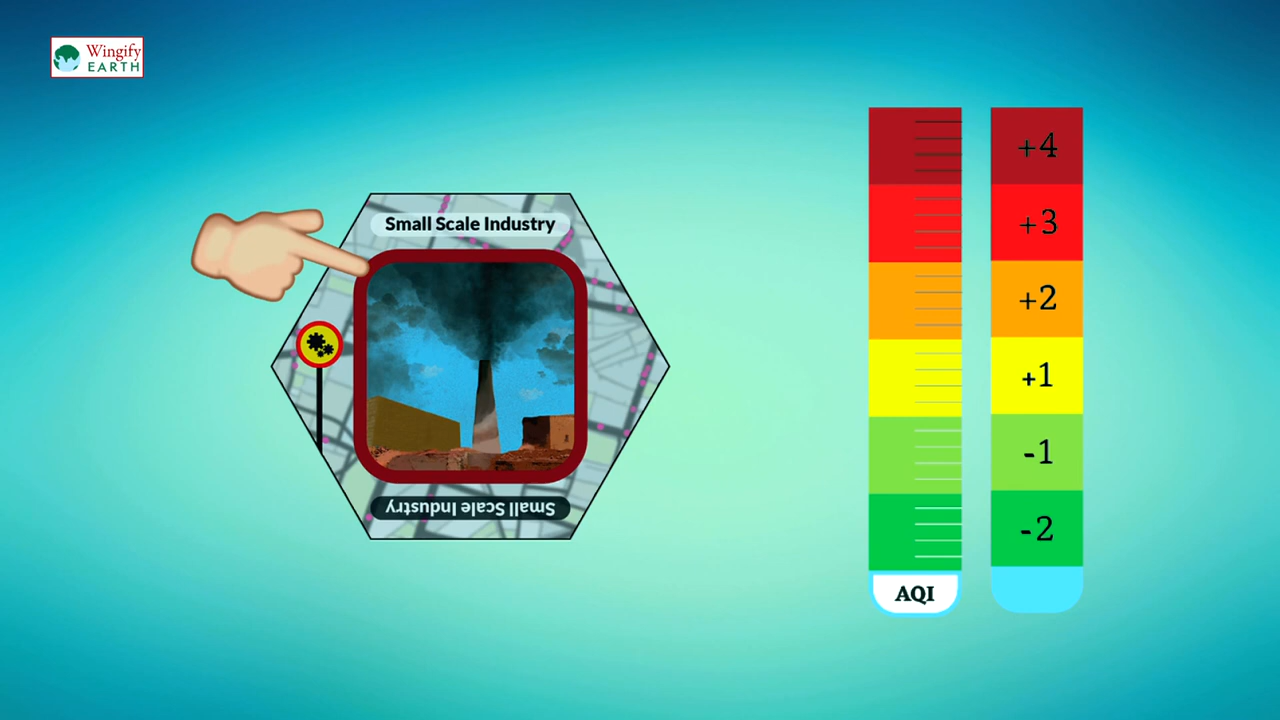 Wingify
EARTH
Small Scale Industry
Small Scale Industry
+4
+3
+2
+1
-1
-2
AQI